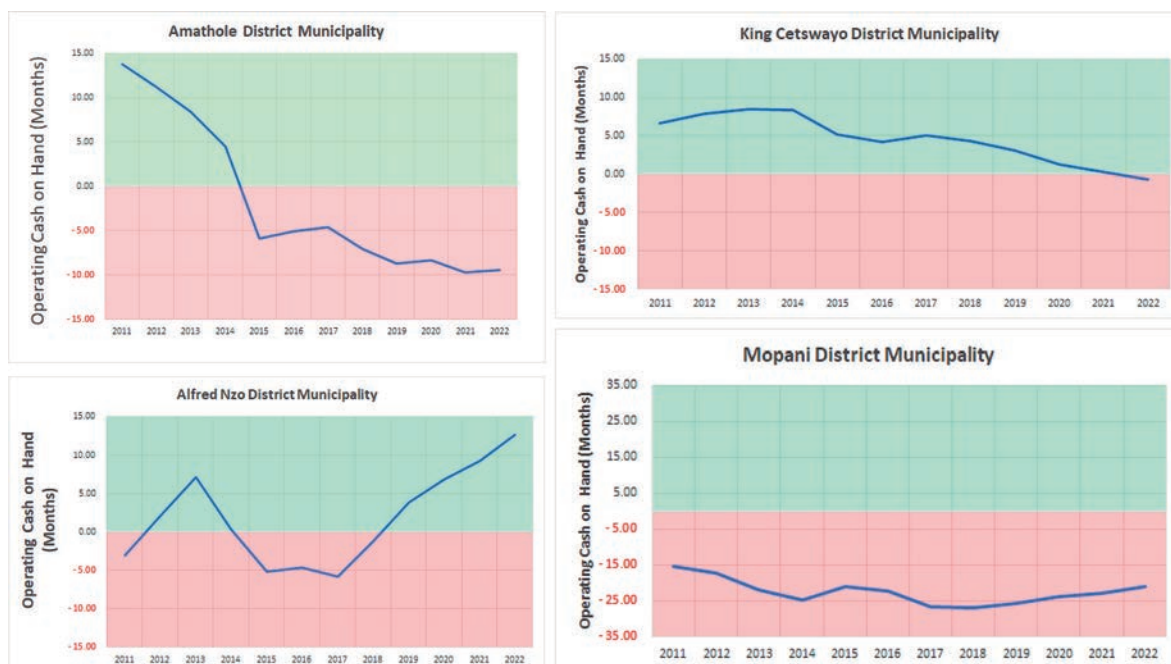 Amathole District Municipality
Operating Cash on Hand (Months)
15.00
10.00
5.00
0.00
- 5.00
- 10.00
- 15.00
2011 2012 2013 2014 2015 2016 2017 2018 2019 2020 2021 2022
King Cetswayo District Municipality
Operating Cash on Hand (Months)
15.00
10.00
5.00
0.00
- 5.00
- 10.00
- 15.00
2011 2012 2013 2014 2015 2016 2017 2018 2019 2020 2021 2022
Alfred Nzo District Municipality
Operating Cash on Hand
(Months)
15.00
10.00
5.00
0.00
- 5.00
- 10.00
- 15.00
2011 2012 2013 2014 2015 2016 2017 2018 2019 2020 2021 2022
Mopani District Municipality
Operating Cash on Hand (Months)
35.00
25.00
15.00
5.00
- 5.00
- 15.00
- 25.00
- 35.00
2011 2012 2013 2014 2015 2016 2017 2018 2019 2020 2021 2022